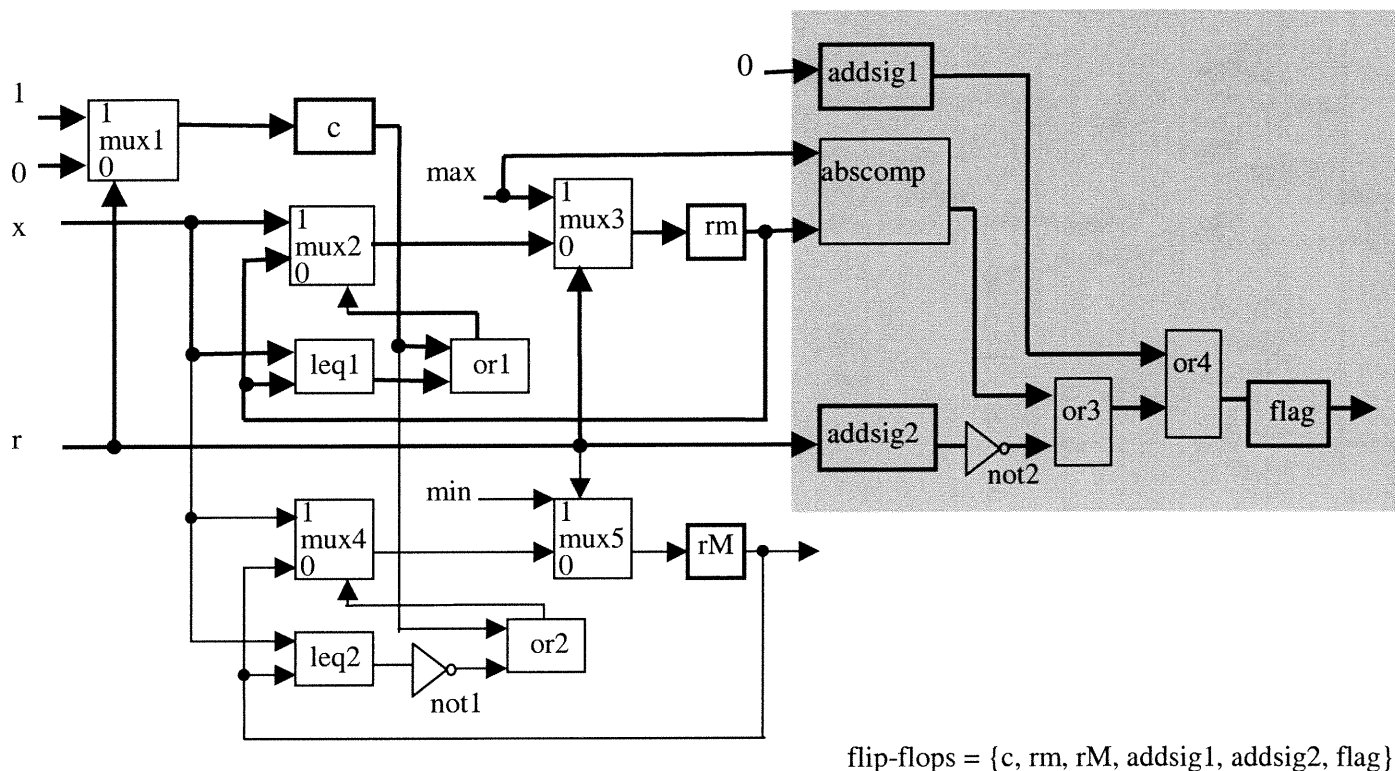 0
addsig1
1
1
mux1
0
0
c
max
1
mux3
0
rm
abscomp
x
1
mux2
0
leq1
or1
or4
r
addsig2
not2
or3
flag
min
1
mux4
0
1
mux5
0
rM
leq2
not1
or2
flip-flops = {c, rm, rM, addsig1, addsig2, flag}